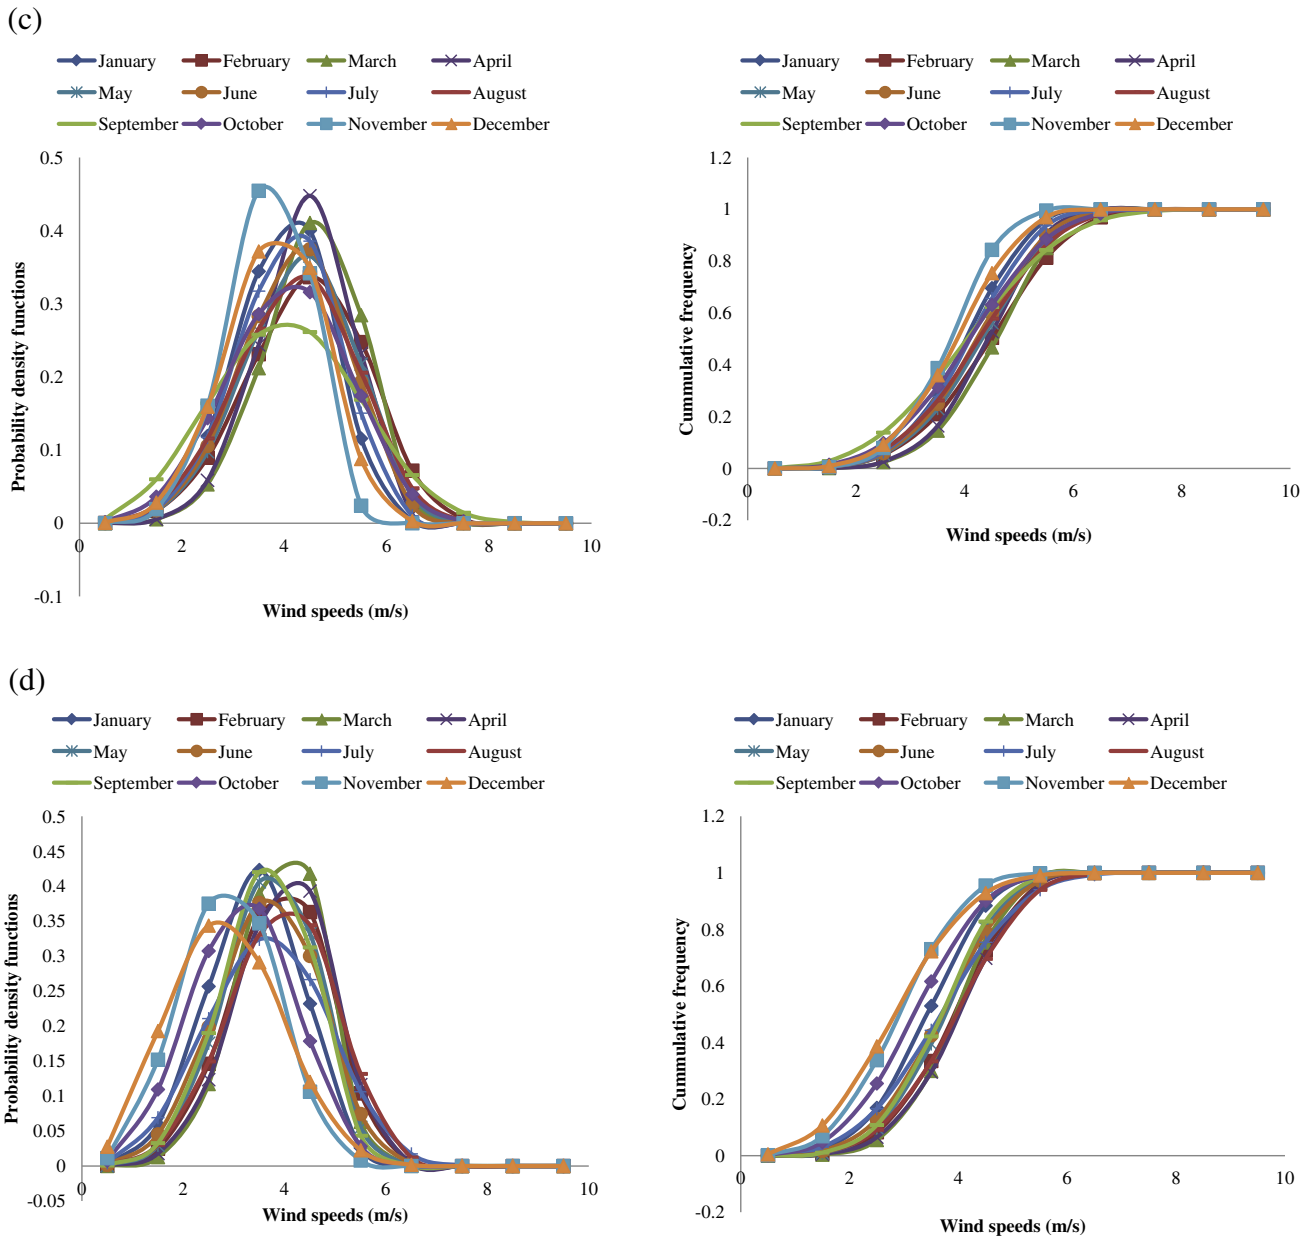 (c)
January February March April
May June July August
September October November December
0.5
0.4
0.3
0.2
0.1
0
-0.1
0 2 4 6 8 10
Probability density functions
Wind speeds (m/s)
January February March April
May June July August
September October November December
1.2
1
0.8
0.6
0.4
0.2
0
-0.2
0 2 4 6 8 10
Cummulative frequency
Wind speeds (m/s)
(d)
January February March April
May June July August
September October November December
0.5
0.45
0.4
0.35
0.3
0.25
0.2
0.15
0.1
0.05
0
-0.05
0 2 4 6 8 10
Probability density functions
Wind speeds (m/s)
January February March April
May June July August
September October November December
1.2
1
0.8
0.6
0.4
0.2
0
-0.2
0 2 4 6 8 10
Cummulative frequency
Wind speeds (m/s)